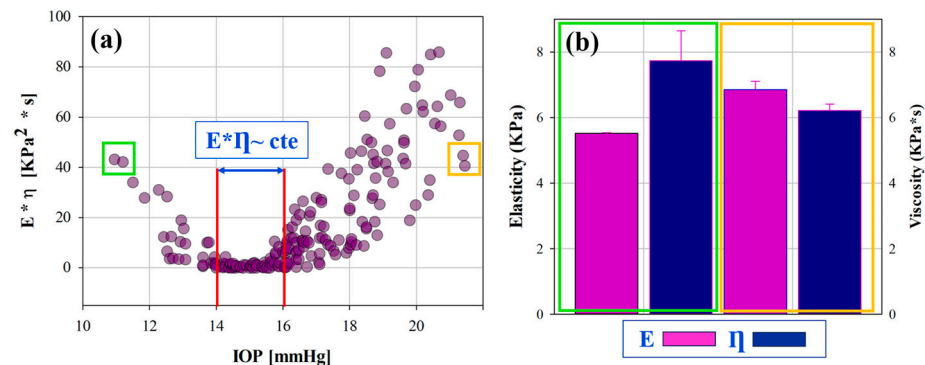 (a)
E * η [KPa² * s]
100
80
60
40
20
0
E*Ƞ~ cte
10 12 14 16 18 20
IOP [mmHg]
(b)
Elasticity (KPa)
8
6
4
2
0
Viscosity (KPa*s)
8
6
4
2
0
E Ƞ